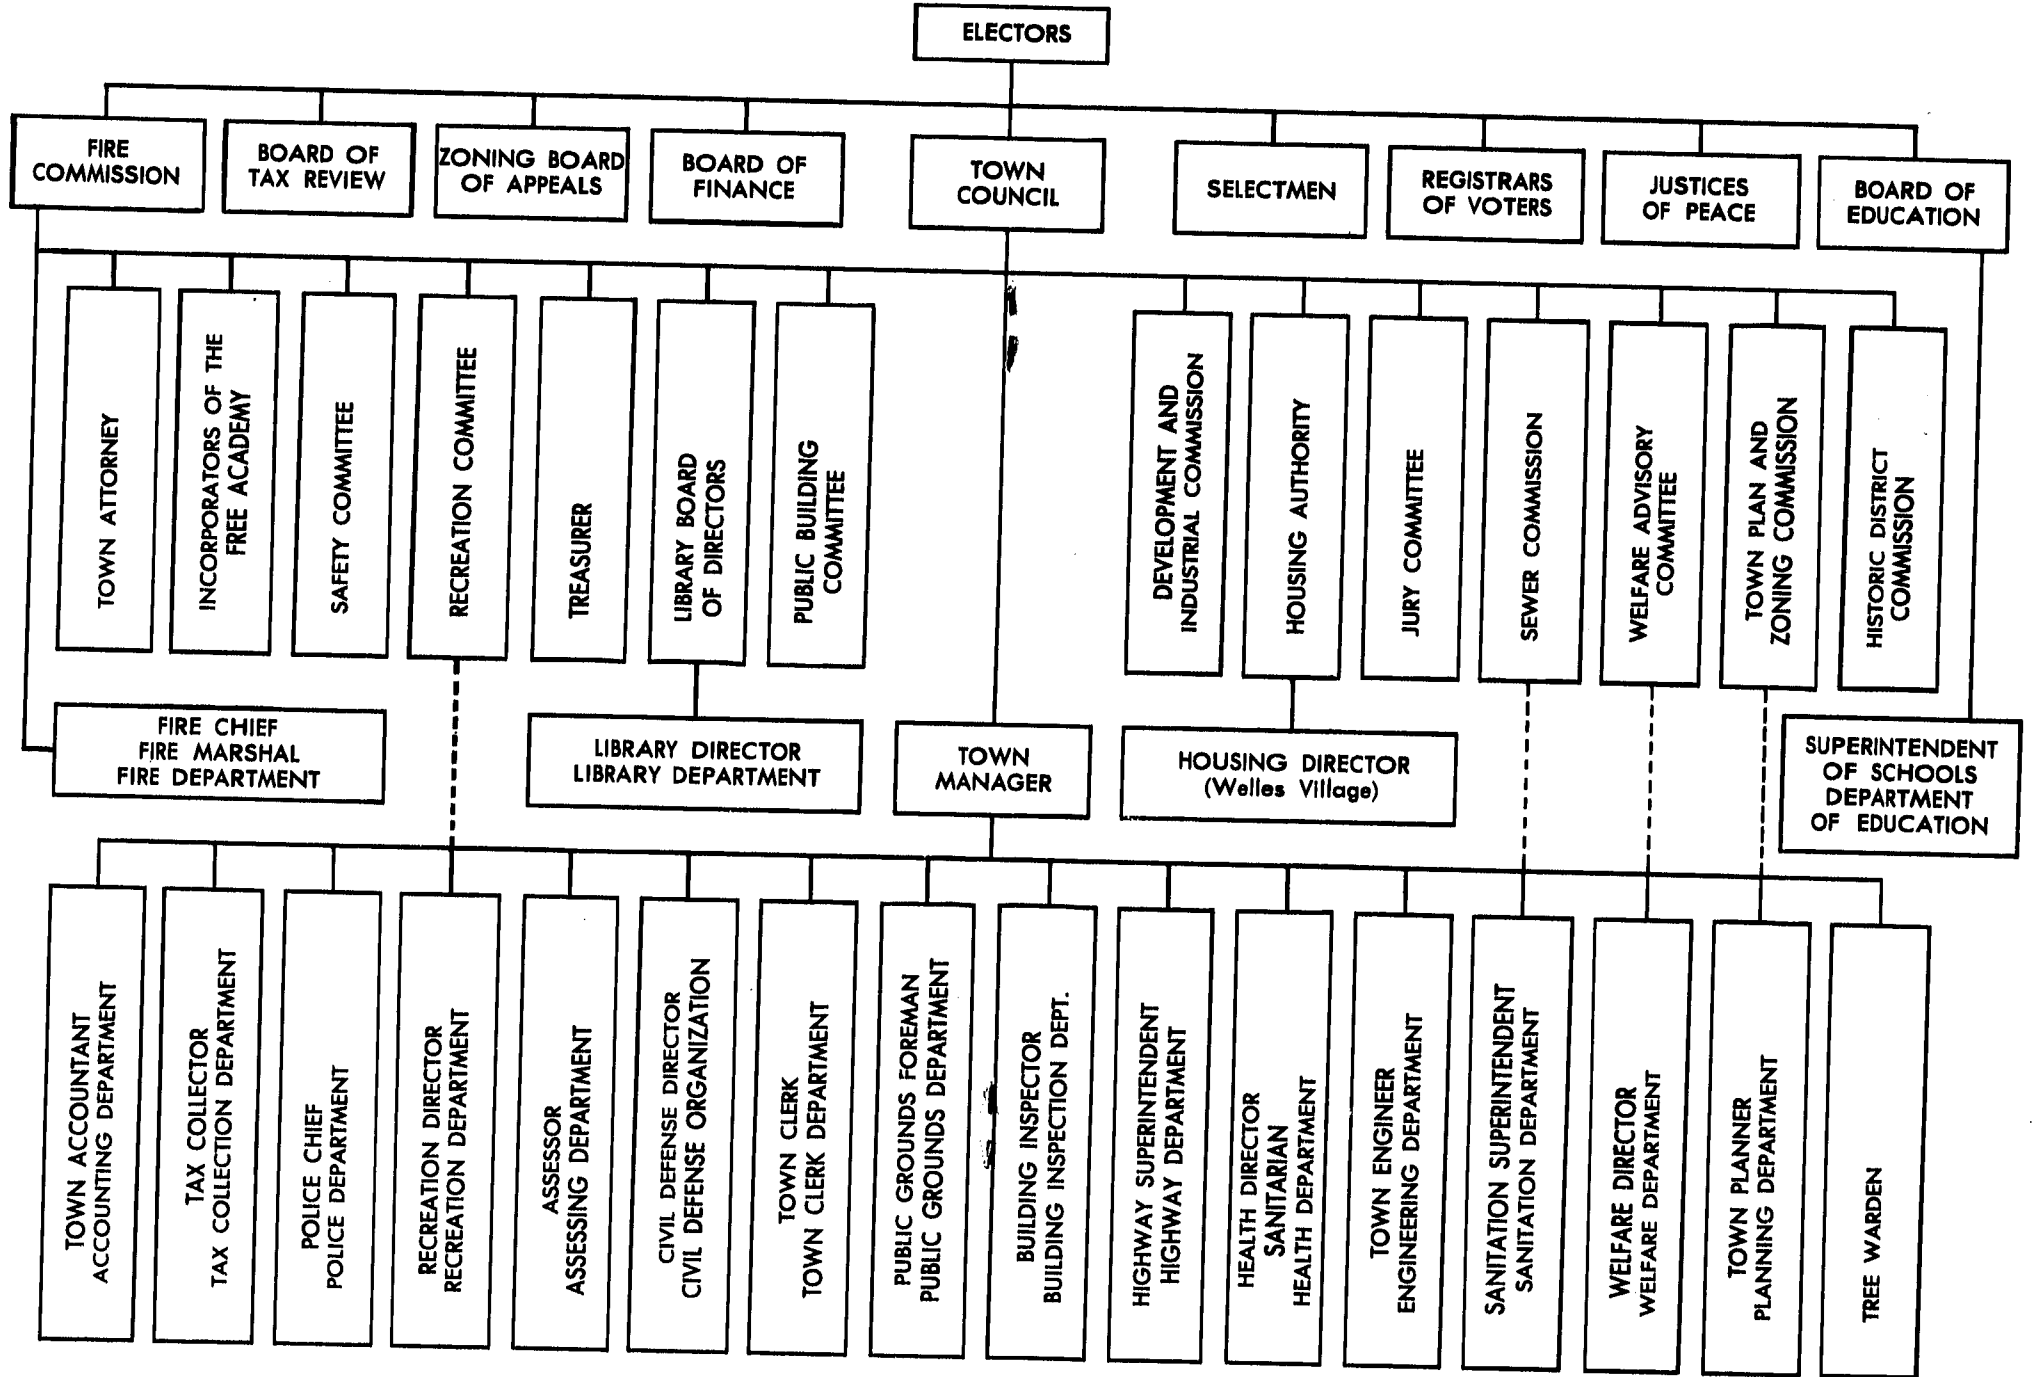 ELECTORS
FIRE
COMMISSION
BOARD OF
TAX REVIEW
ZONING BOARD
OF APPEALS
BOARD OF
FINANCE
TOWN
COUNCIL
SELECTMEN
REGISTRARS
OF VOTERS
JUSTICES
OF PEACE
BOARD OF
EDUCATION
TOWN ATTORNEY
INCORPORATORS OF THE
FREE ACADEMY
SAFETY COMMITTEE
RECREATION COMMITTEE
TREASURER
LIBRARY BOARD
OF DIRECTORS
PUBLIC BUILDING
COMMITTEE
DEVELOPMENT AND
INDUSTRIAL COMMISSION
HOUSING AUTHORITY
JURY COMMITTEE
SEWER COMMISSION
WELFARE ADVISORY
COMMITTEE
TOWN PLAN AND
ZONING COMMISSION
HISTORIC DISTRICT
COMMISSION
FIRE CHIEF
FIRE MARSHAL
FIRE DEPARTMENT
LIBRARY DIRECTOR
LIBRARY DEPARTMENT
TOWN
MANAGER
HOUSING DIRECTOR
(Welles Village)
SUPERINTENDENT
OF SCHOOLS
DEPARTMENT
OF EDUCATION
TOWN ACCOUNTANT
ACCOUNTING DEPARTMENT
TAX COLLECTOR
TAX COLLECTION DEPARTMENT
POLICE CHIEF
POLICE DEPARTMENT
RECREATION DIRECTOR
RECREATION DEPARTMENT
ASSESSOR
ASSESSING DEPARTMENT
CIVIL DEFENSE DIRECTOR
CIVIL DEFENSE ORGANIZATION
TOWN CLERK
TOWN CLERK DEPARTMENT
PUBLIC GROUNDS FOREMAN
PUBLIC GROUNDS DEPARTMENT
BUILDING INSPECTOR
BUILDING INSPECTION DEPT.
HIGHWAY SUPERINTENDENT
HIGHWAY DEPARTMENT
HEALTH DIRECTOR
SANITARIAN
HEALTH DEPARTMENT
TOWN ENGINEER
ENGINEERING DEPARTMENT
SANITATION SUPERINTENDENT
SANITATION DEPARTMENT
WELFARE DIRECTOR
WELFARE DEPARTMENT
TOWN PLANNER
PLANNING DEPARTMENT
TREE WARDEN